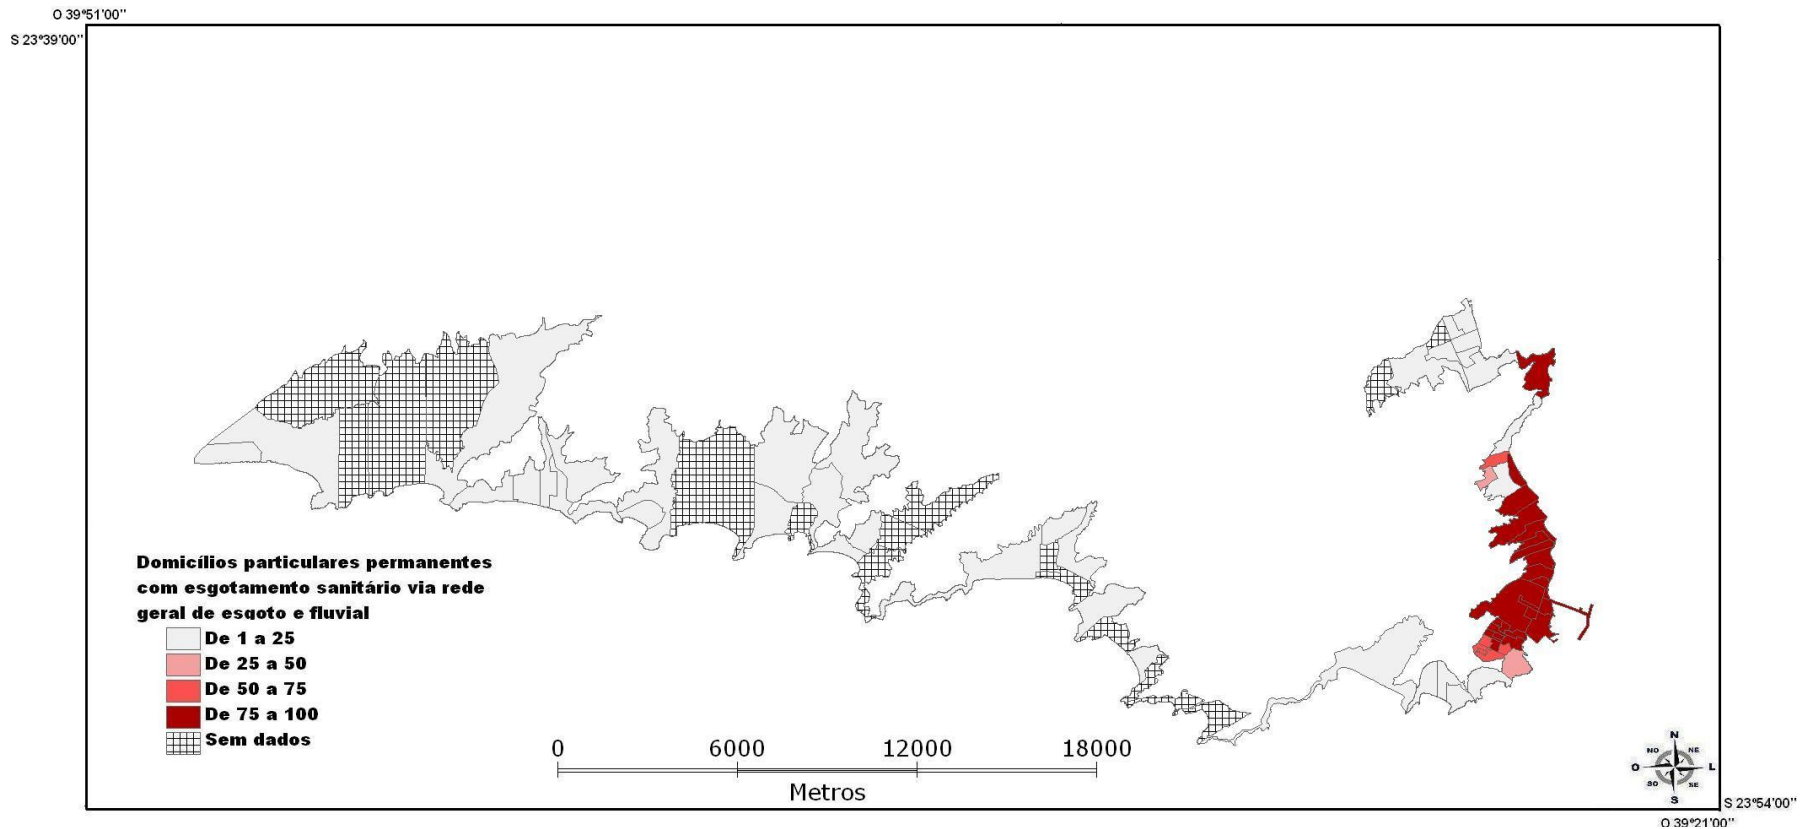 O 39°51'00''
S 23°39'00''
Domicílios particulares permanentes
com esgotamento sanitário via rede
geral de esgoto e fluvial
De 1 a 25
De 25 a 50
De 50 a 75
De 75 a 100
Sem dados
0 6000 12000 18000
Metros
N
NO NE
O L
SO SE
S
S 23°54'00''
O 39°21'00''